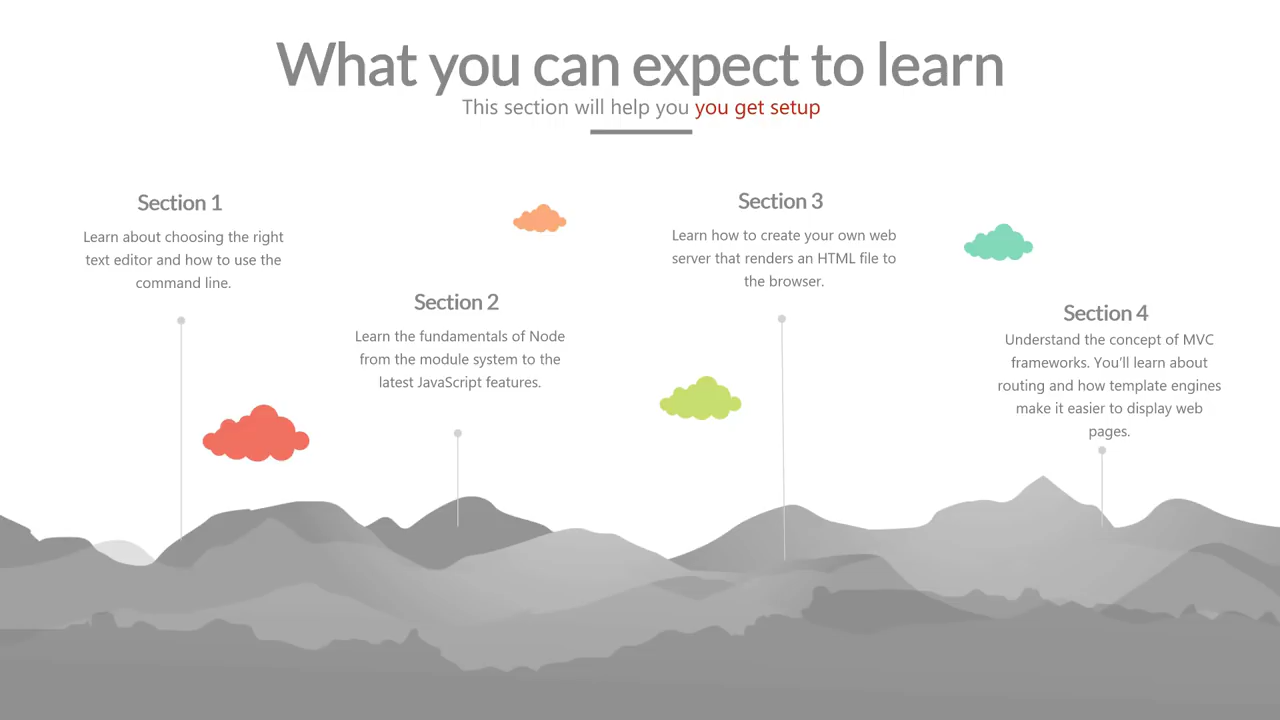 What you can expect to learn
This section will help you you get setup
Section 1
Learn about choosing the right
text editor and how to use the
command line.
Section 2
Learn the fundamentals of Node
from the module system to the
latest JavaScript features.
Section 3
Learn how to create your own web
server that renders an HTML file to
the browser.
Section 4
Understand the concept of MVC
frameworks. You'll learn about
routing and how template engines
make it easier to display web
pages.